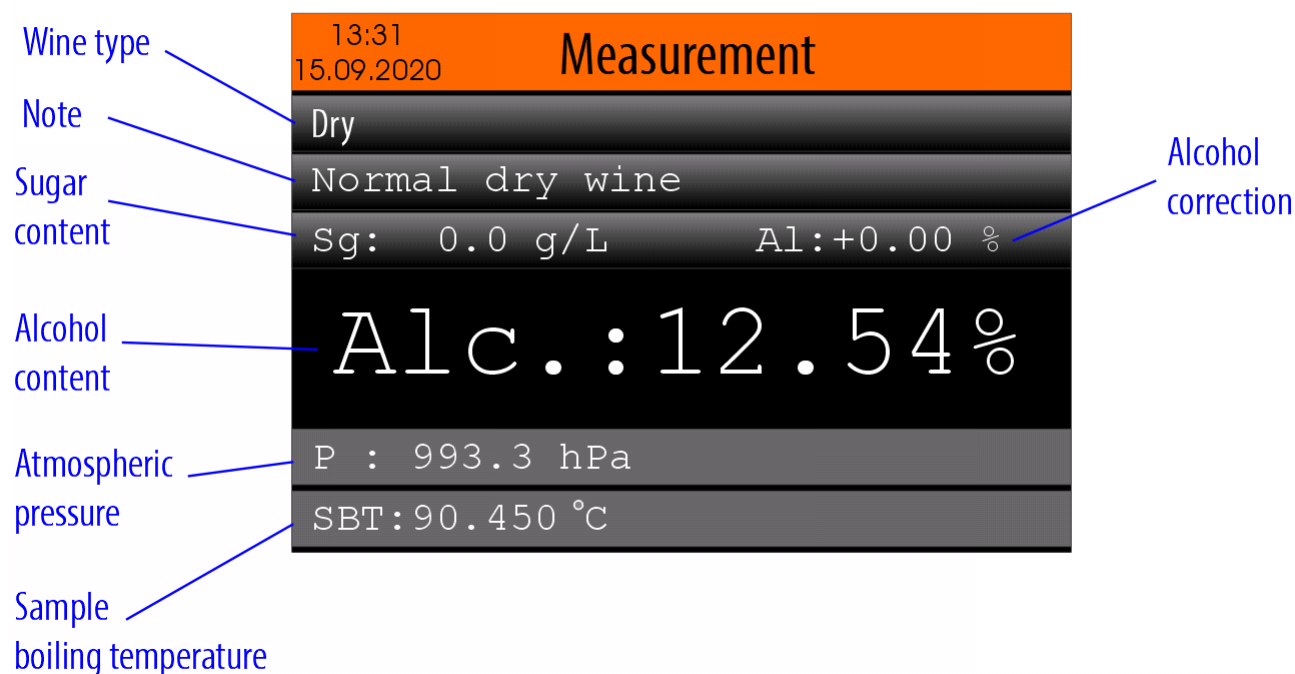 Wine type
Note
Sugar
content
Alcohol
content
Atmospheric
pressure
Sample
boiling temperature
13:31
15.09.2020
Measurement
Dry
Normal dry wine
Sg: 0.0 g/L Al:+0.00 %
Alc.:12.54%
P : 993.3 hPa
SBT:90.450 °C
Alcohol
correction